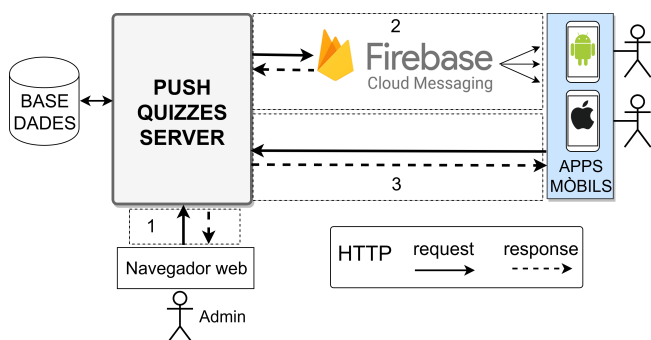 2
Firebase
Cloud Messaging
PUSH
QUIZZES
SERVER
BASE
DADES
APPS
MÒBILS
3
1
Navegador web
Admin
HTTP
request
response